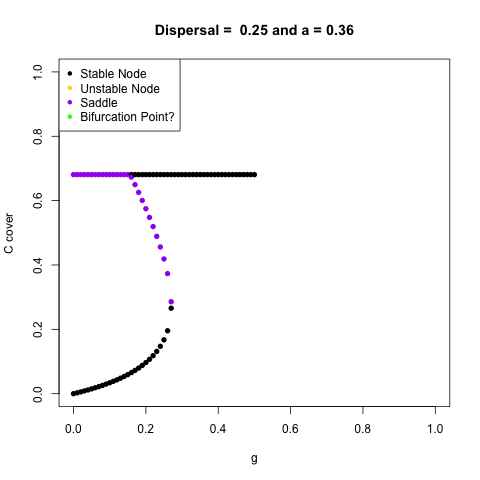 Dispersal =  0.25 and a = 0.36
Stable Node
Unstable Node
Saddle
Bifurcation Point?
C cover
1.0
0.8
0.6
0.4
0.2
0.0
0.0 0.2 0.4 0.6 0.8 1.0
g